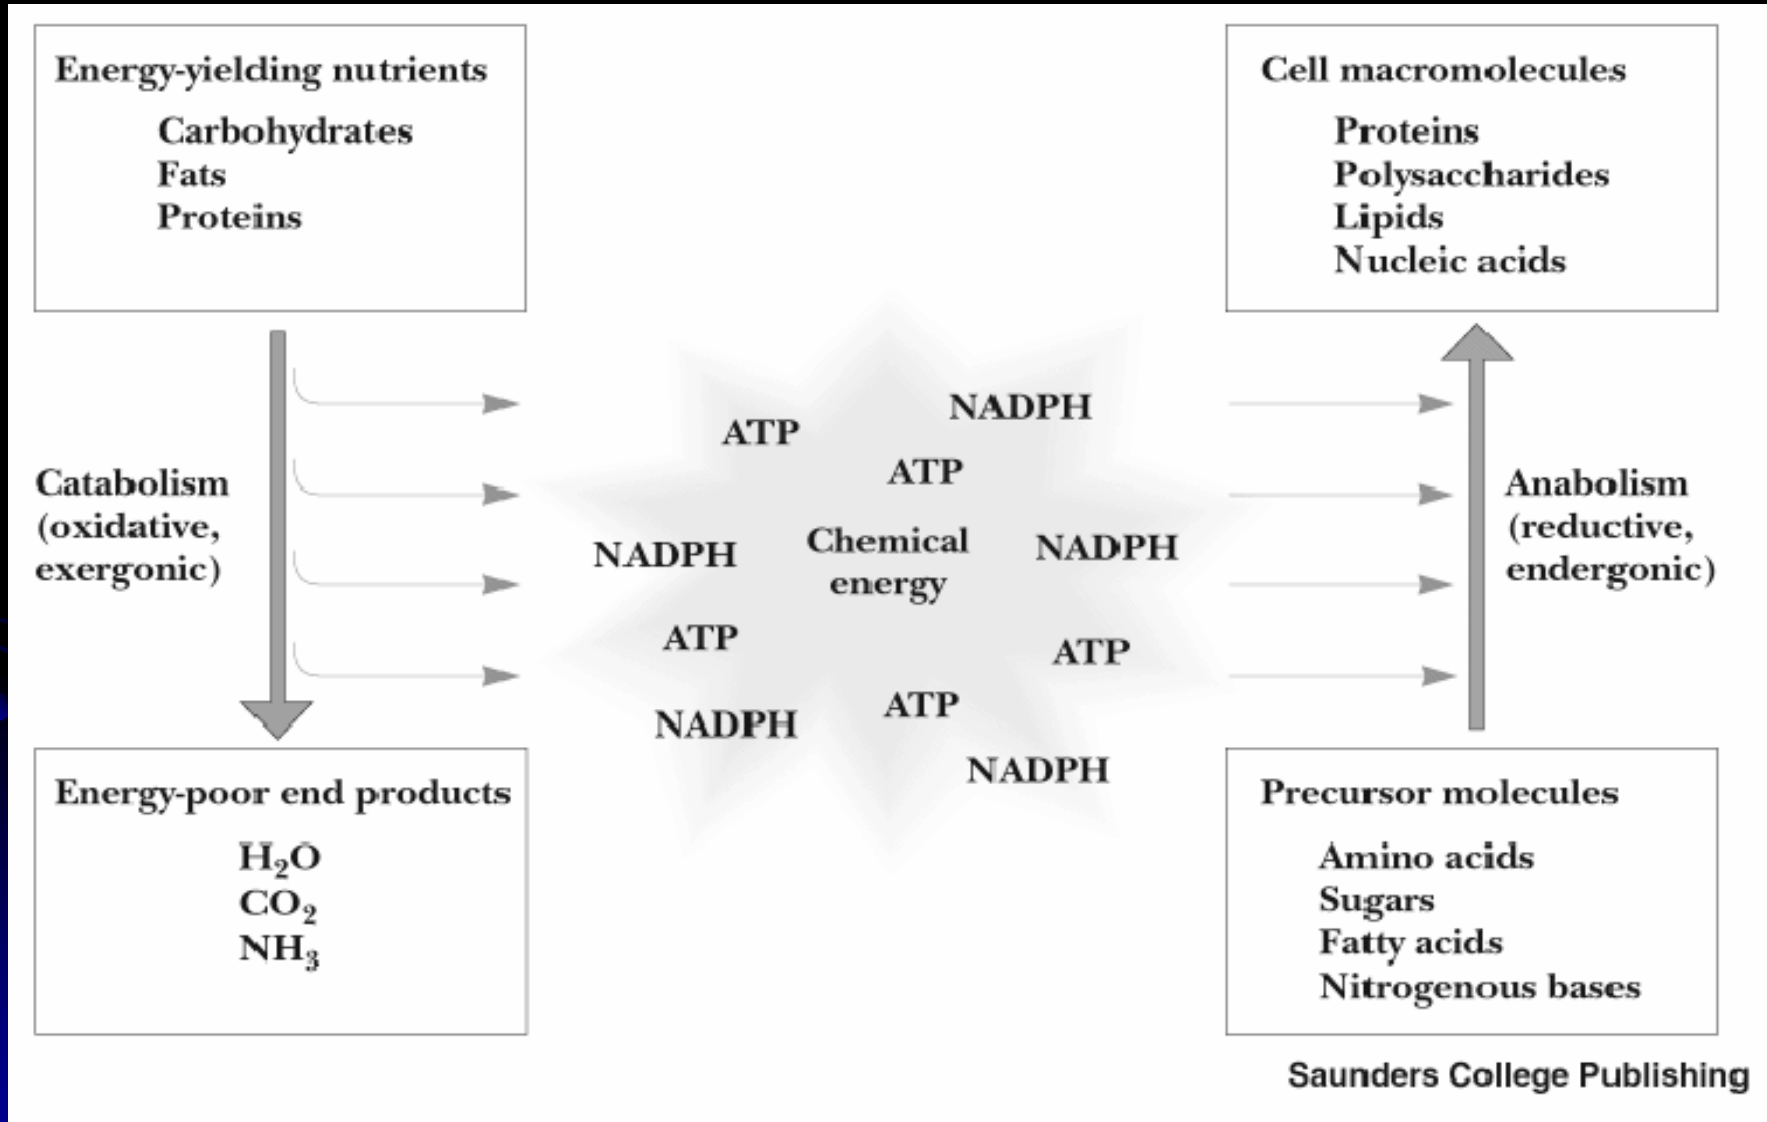 Energy-yielding nutrients
Carbohydrates
Fats
Proteins
Cell macromolecules
Proteins
Polysaccharides
Lipids
Nucleic acids
Catabolism
(oxidative,
exergonic)
ATP
NADPH
ATP
NADPH
Chemical
energy
NADPH
ATP
ATP
NADPH
ATP
NADPH
Anabolism
(reductive,
endergonic)
Energy-poor end products
H₂O
CO₂
NH₃
Precursor molecules
Amino acids
Sugars
Fatty acids
Nitrogenous bases
Saunders College Publishing